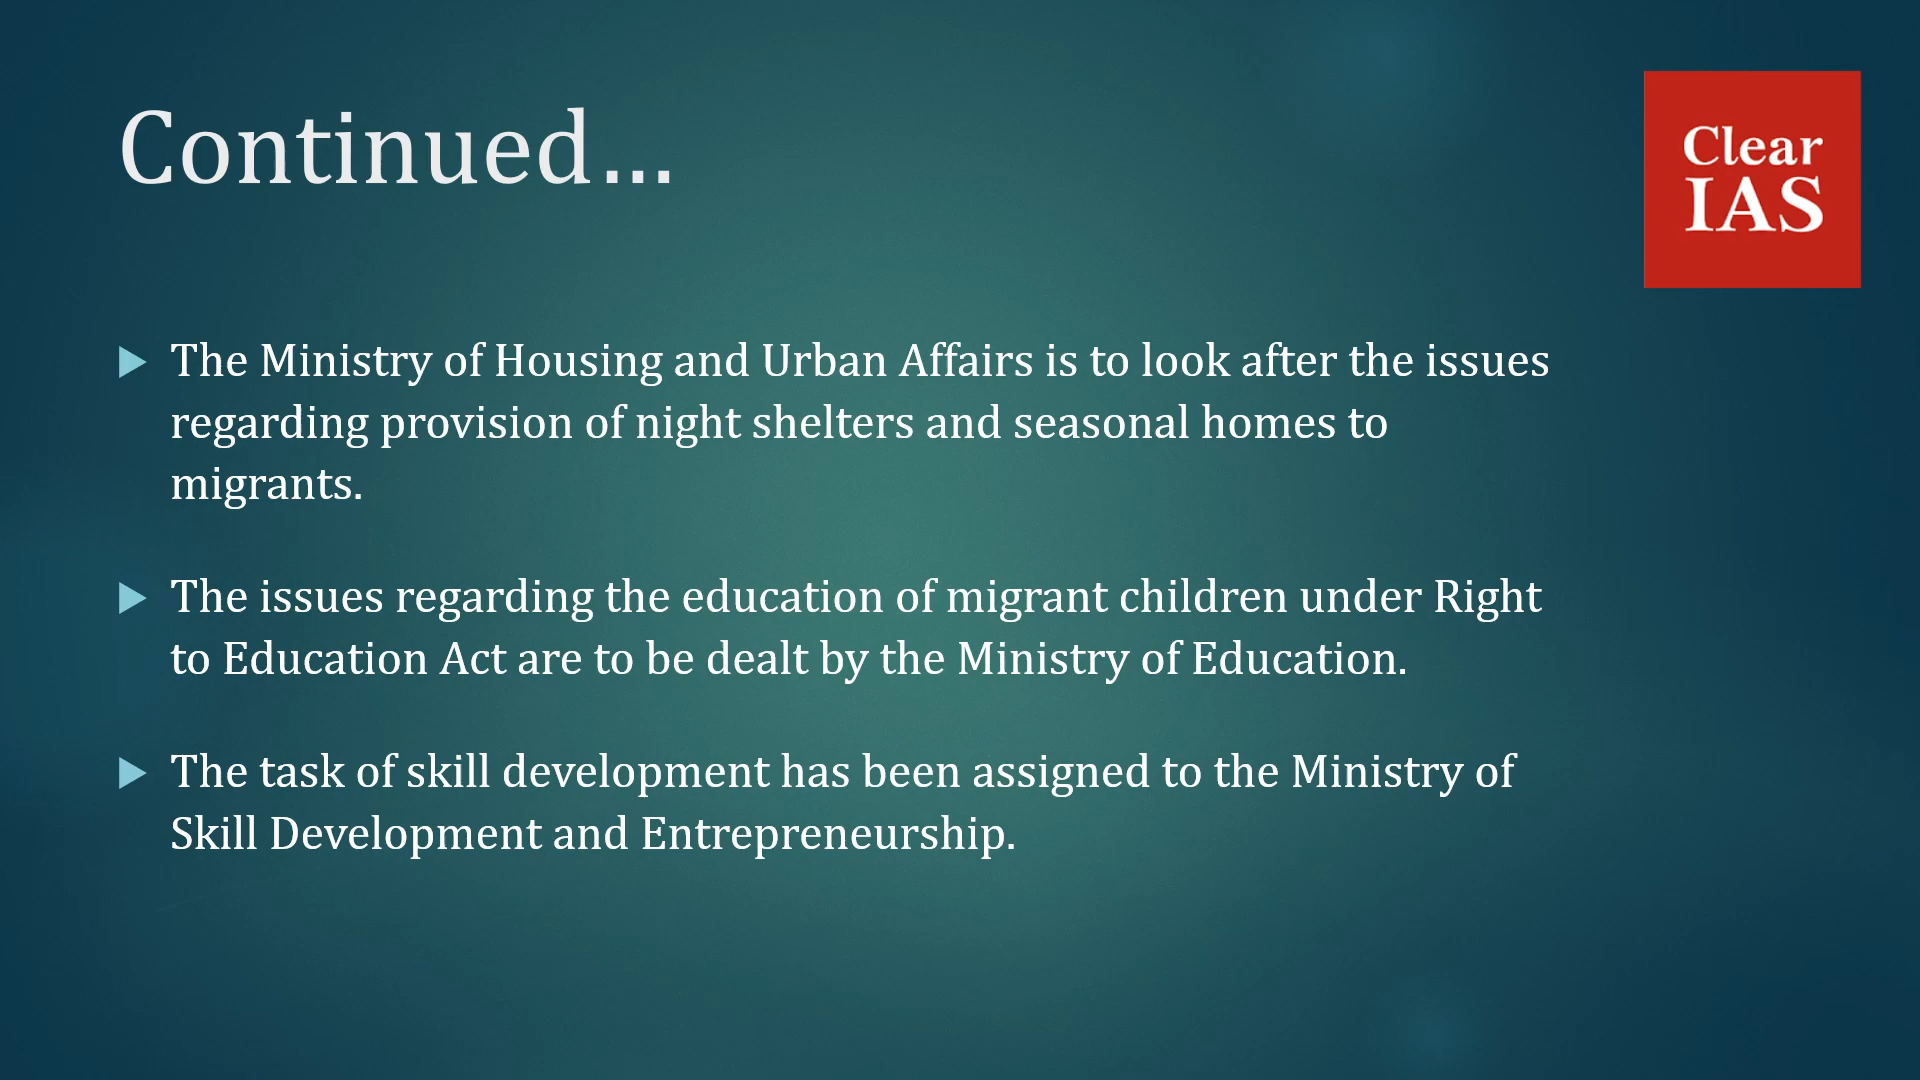 Continued...
Clear
IAS
The Ministry of Housing and Urban Affairs is to look after the issues
regarding provision of night shelters and seasonal homes to
migrants.
The issues regarding the education of migrant children under Right
to Education Act are to be dealt by the Ministry of Education.
The task of skill development has been assigned to the Ministry of
Skill Development and Entrepreneurship.